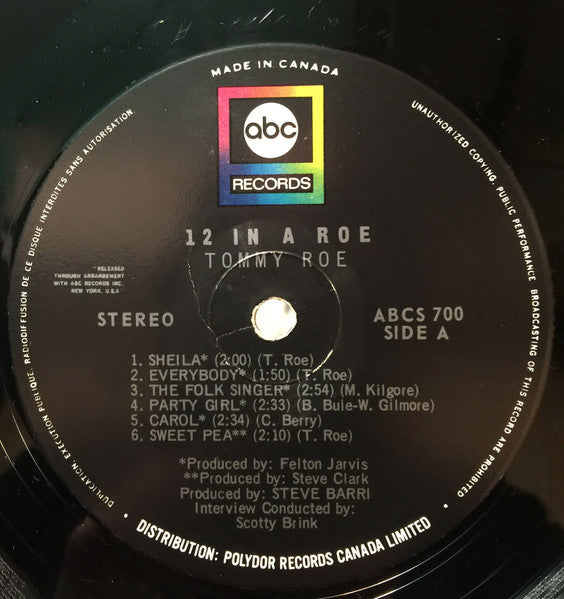 MADE IN CANADA
abc
RECORDS
12 IN A ROE
TOMMY ROE
"RELEASED
THROUGH ARRANGEMENT
WITH ABC RECORDS INC.
NEW YORK, U.S.A."
STEREO
ABCS 700
SIDE A
1. SHEILA* (2:00) (T. Roe)
2. EVERYBODY* (1:50) (T. Roe)
3. THE FOLK SINGER* (2:54) (M. Kilgore)
4. PARTY GIRL* (2:33) (B. Buie-W. Gilmore)
5. CAROL* (2:34) (C. Berry)
6. SWEET PEA** (2:10) (T. Roe)
*Produced by: Felton Jarvis
**Produced by: Steve Clark
Produced by: STEVE BARRI
Interview Conducted by:
Scotty Brink
DUPLICATION EXECUTION PUBLIQUE, RADIODIFFUSION DE CE DISQUE INTERDITES SANS AUTORISATION.
UNAUTHORIZED COPYING, PUBLIC PERFORMANCE, BROADCASTING OF THIS RECORD ARE PROHIBITED
• DISTRIBUTION: POLYDOR RECORDS CANADA LIMITED •